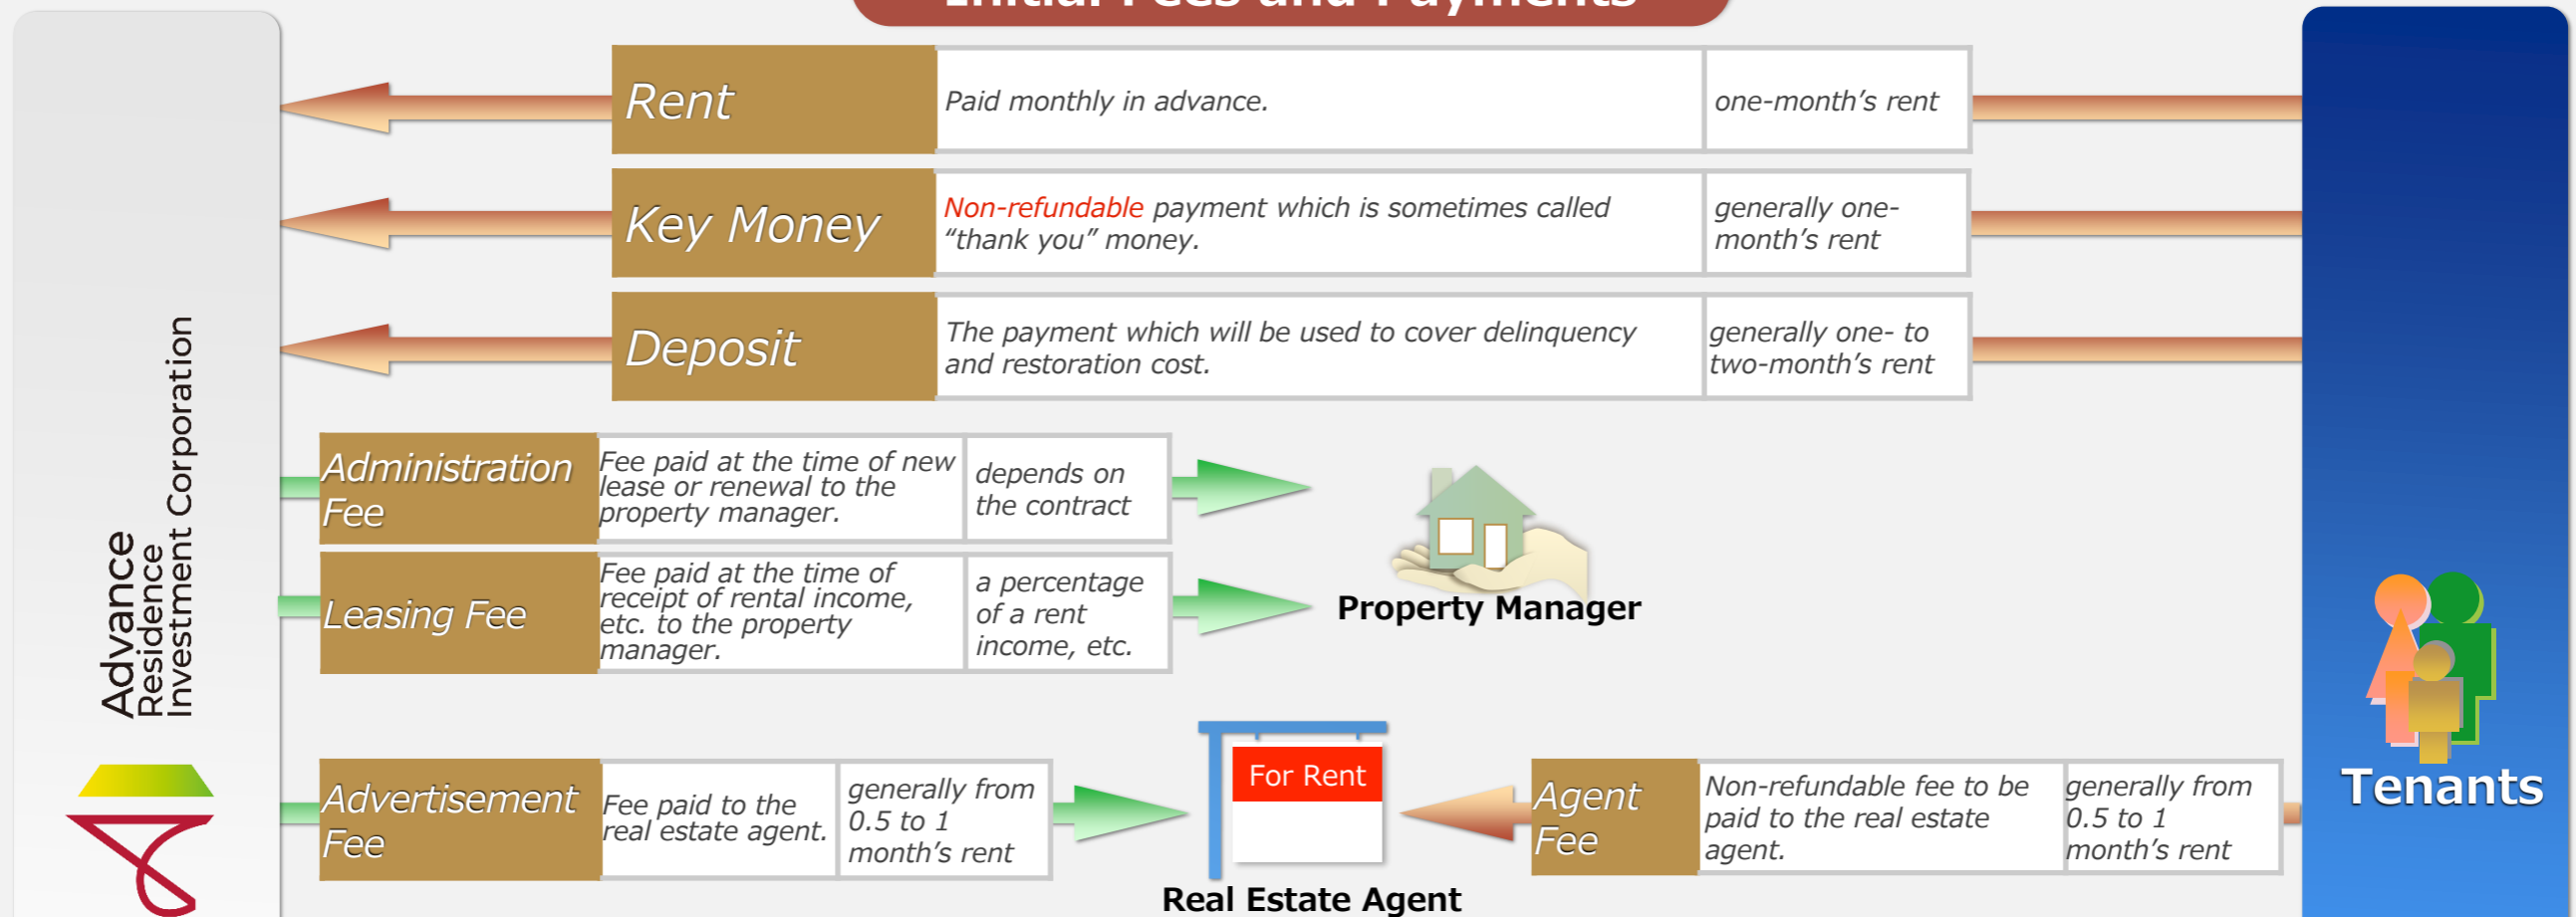 Initial Fees and Payments
Rent
Paid monthly in advance.
one-month's rent
Key Money
Non-refundable payment which is sometimes called
"thank you" money.
generally one-
month's rent
Deposit
The payment which will be used to cover delinquency
and restoration cost.
generally one- to
two-month's rent
Advance
Residence
Investment Corporation
Administration
Fee
Fee paid at the time of new
lease or renewal to the
property manager.
depends on
the contract
Leasing Fee
Fee paid at the time of
receipt of rental income,
etc. to the property
manager.
a percentage
of a rent
income, etc.
Property Manager
Advertisement
Fee
Fee paid to the
real estate agent.
generally from
0.5 to 1
month's rent
For Rent
Real Estate Agent
Agent
Fee
Non-refundable fee to be
paid to the real estate
agent.
generally from
0.5 to 1
month's rent
Tenants